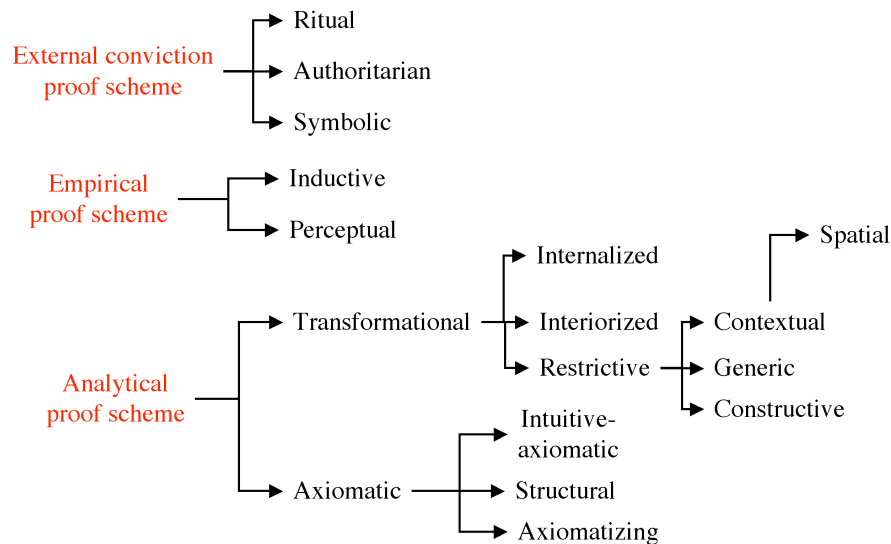 External conviction
proof scheme
Ritual
Authoritarian
Symbolic
Empirical
proof scheme
Inductive
Perceptual
Analytical
proof scheme
Transformational
Internalized
Interiorized
Restrictive
Spatial
Contextual
Generic
Constructive
Axiomatic
Intuitive-
axiomatic
Structural
Axiomatizing